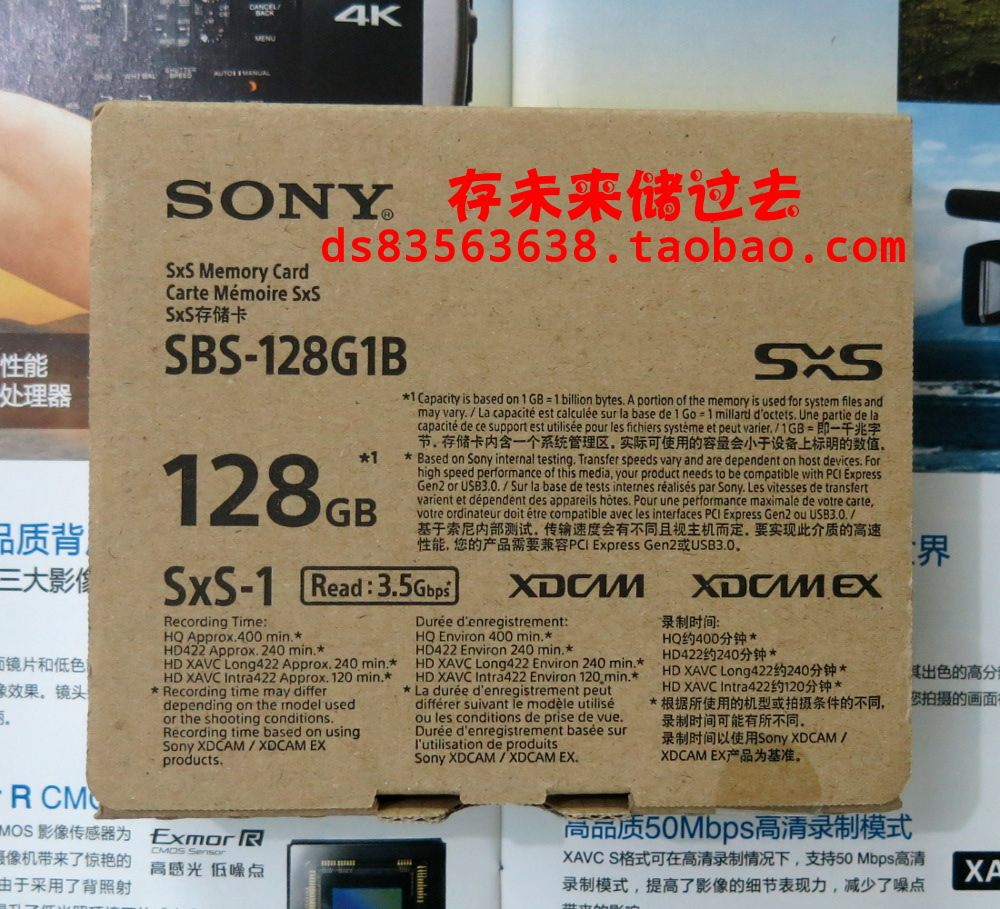 4K
CANCEL/
BACK
MENU
SHUTTER
SPEED
WHT BAL
AUTO
MANUAL
SONY®
存未来储过去
ds83563638.taobao.com
SxS Memory Card
Carte Mémoire SxS
SxS存储卡
SBS-128G1B
SxS
*1 Capacity is based on 1 GB = 1 billion bytes. A portion of the memory is used for system files and
may vary. / La capacité est calculée sur la base de 1 Go = 1 millard d'octets. Une partie de la
capacité de ce support est utilisée pour les fichiers système et peut varier. / 1 GB = 即一千兆字
节。存储卡内含一个系统管理区。实际可使用的容量会小于设备上标明的数值。
* Based on Sony internal testing. Transfer speeds vary and are dependent on host devices. For
high speed performance of this media, your product needs to be compatible with PCI Express
Gen2 or USB3.0. / Sur la base de tests internes réalisés par Sony. Les vitesses de transfert
varient et dépendent des appareils hôtes. Pour une performance maximale de votre carte,
votre ordinateur doit être compatible avec les interfaces PCI Express Gen2 ou USB3.0. /
基于索尼内部测试。传输速度会有不同且视主机而定。要实现此介质的高速
性能，您的产品需要兼容PCI Express Gen2或USB3.0。
128GB *1
SxS-1
Read : 3.5Gbps*
XDCAM
XDCAM EX
Recording Time:
HQ Approx.400 min.*
HD422 Approx. 240 min.*
HD XAVC Long422 Approx. 240 min.*
HD XAVC Intra422 Approx. 120 min.*
* Recording time may differ
depending on the model used
or the shooting conditions.
Recording time based on using
Sony XDCAM / XDCAM EX
products.
Durée d'enregistrement:
HQ Environ 400 min.*
HD422 Environ 240 min.*
HD XAVC Long422 Environ 240 min.*
HD XAVC Intra422 Environ 120 min.*
* La durée d'enregistrement peut
différer suivant le modèle utilisé
ou les conditions de prise de vue.
Durée d'enregistrement basée sur
l'utilisation de produits
Sony XDCAM / XDCAM EX.
录制时间:
HQ约400分钟*
HD422约240分钟*
HD XAVC Long422约240分钟*
HD XAVC Intra422约120分钟*
* 根据所使用的机型或拍摄条件的不同，
录制时间可能有所不同。
录制时间以使用Sony XDCAM /
XDCAM EX产品为基准。
性能
处理器
品质背
三大影像
面镜片和低色
像效果。镜头
R CMO
MOS 影像传感器为
摄像机带来了惊艳的
由于采用了背照射
Exmor R
CMOS Sensor
高感光 低噪点
界
其出色的高分
您拍摄的画面
高品质50Mbps高清录制模式
XAVC S格式可在高清录制情况下，支持50 Mbps高清
录制模式，提高了影像的细节表现力，减少了噪点
XA